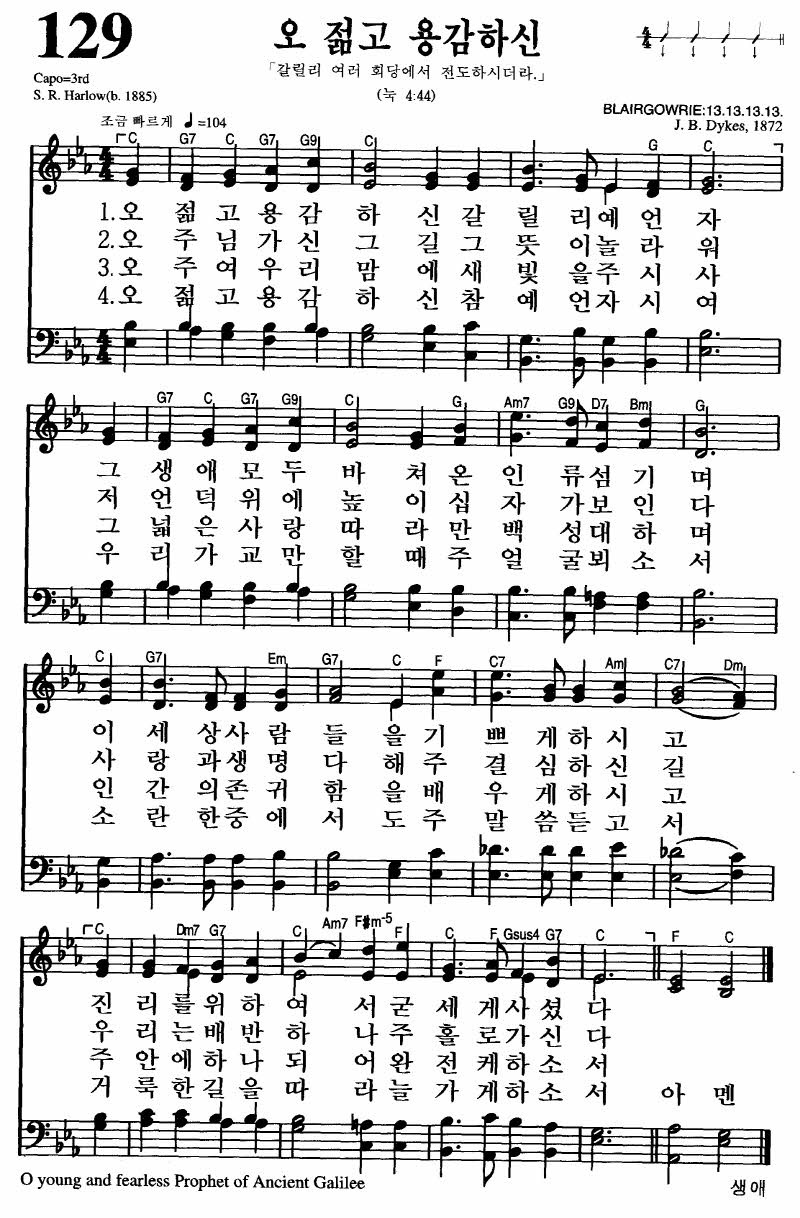 129
오 젊고 용감하신
4/4
Capo=3rd
「갈릴리 여러 회당에서 전도하시더라.」
S. R. Harlow(b. 1885)
(눅 4:44)
BLAIRGOWRIE:13.13.13.13.
조금 빠르게 ♩=104
J. B. Dykes, 1872
C G7 C G7 G9 C G C
1.오 젊 고 용 감 하 신 갈 릴 리 예 언 자
2.오 주 님 가 신 그 길 그 뜻 이 놀 라 워
3.오 주 여 우 리 맘 에 새 빛 을 주 시 사
4.오 젊 고 용 감 하 신 참 예 언 자 시 여
G7 C G7 G9 C G Am7 G9 D7 Bm G
그 생 애 모 두 바 쳐 온 인 류 섬 기 며
저 언 덕 위 에 높 이 십 자 가 보 인 다
그 넓 은 사 랑 따 라 만 백 성 대 하 며
우 리 가 교 만 할 때 주 얼 굴 뵈 소 서
C G7 Em G7 C F C7 Am C7 Dm
이 세 상 사 람 들 을 기 쁘 게 하 시 고
사 랑 과 생 명 다 해 주 결 심 하 신 길
인 간 의 존 귀 함 을 배 우 게 하 시 고
소 란 한 중 에 서 도 주 말 씀 듣 고 서
C Dm7 G7 C Am7 F#m-5 F C F Gsus4 G7 C F C
진 리 를 위 하 여 서 굳 세 게 사 셨 다
우 리 는 배 반 하 나 주 홀 로 가 신 다
주 안 에 하 나 되 어 완 전 케 하 소 서
거 룩 한 길 을 따 라 늘 가 게 하 소 서 아 멘
O young and fearless Prophet of Ancient Galilee
생애